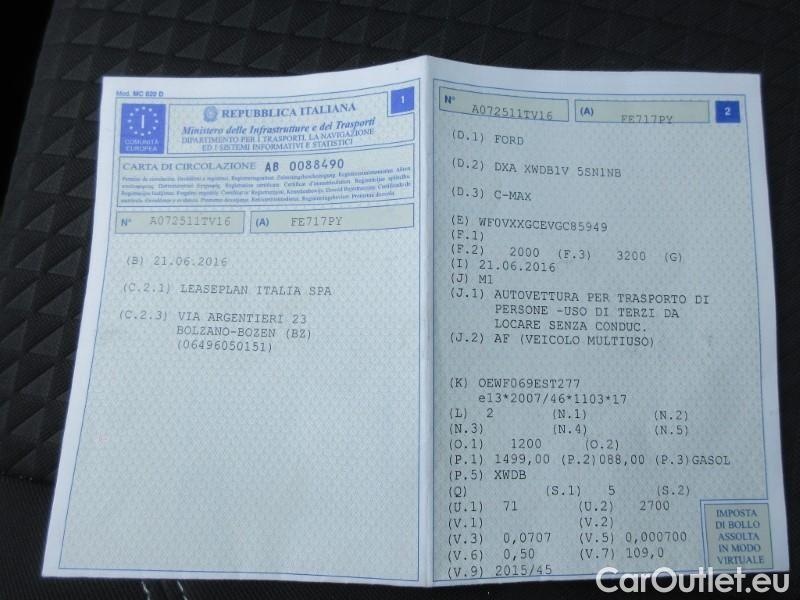 Mod. MC 820 D
1
I
COMUNITÀ
EUROPEA
REPUBBLICA ITALIANA
Ministero delle Infrastrutture e dei Trasporti
DIPARTIMENTO PER I TRASPORTI, LA NAVIGAZIONE
ED I SISTEMI INFORMATIVI E STATISTICI
CARTA DI CIRCOLAZIONE AB 0088490
N° A072511TV16 (A) FE717PY
(B) 21.06.2016
(C.2.1) LEASEPLAN ITALIA SPA
(C.2.3) VIA ARGENTIERI 23
BOLZANO-BOZEN (BZ)
(06496050151)
N° A072511TV16 (A) FE717PY 2
(D.1) FORD
(D.2) DXA XWDB1V 5SN1NB
(D.3) C-MAX
(E) WF0VXXGCEVGC85949
(F.1)
(F.2) 2000 (F.3) 3200 (G)
(I) 21.06.2016
(J) M1
(J.1) AUTOVETTURA PER TRASPORTO DI
PERSONE -USO DI TERZI DA
LOCARE SENZA CONDUC.
(J.2) AF (VEICOLO MULTIUSO)
(K) OEWF069EST277
e13*2007/46*1103*17
(L) 2 (N.1) (N.2)
(N.3) (N.4) (N.5)
(O.1) 1200 (O.2)
(P.1) 1499,00 (P.2)088,00 (P.3)GASOL
(P.5) XWDB
(Q) (S.1) 5 (S.2)
(U.1) 71 (U.2) 2700
(V.1) (V.2)
(V.3) 0,0707 (V.5) 0,000700
(V.6) 0,50 (V.7) 109,0
(V.9) 2015/45
IMPOSTA
DI BOLLO
ASSOLTA
IN MODO
VIRTUALE
CarOutlet.eu